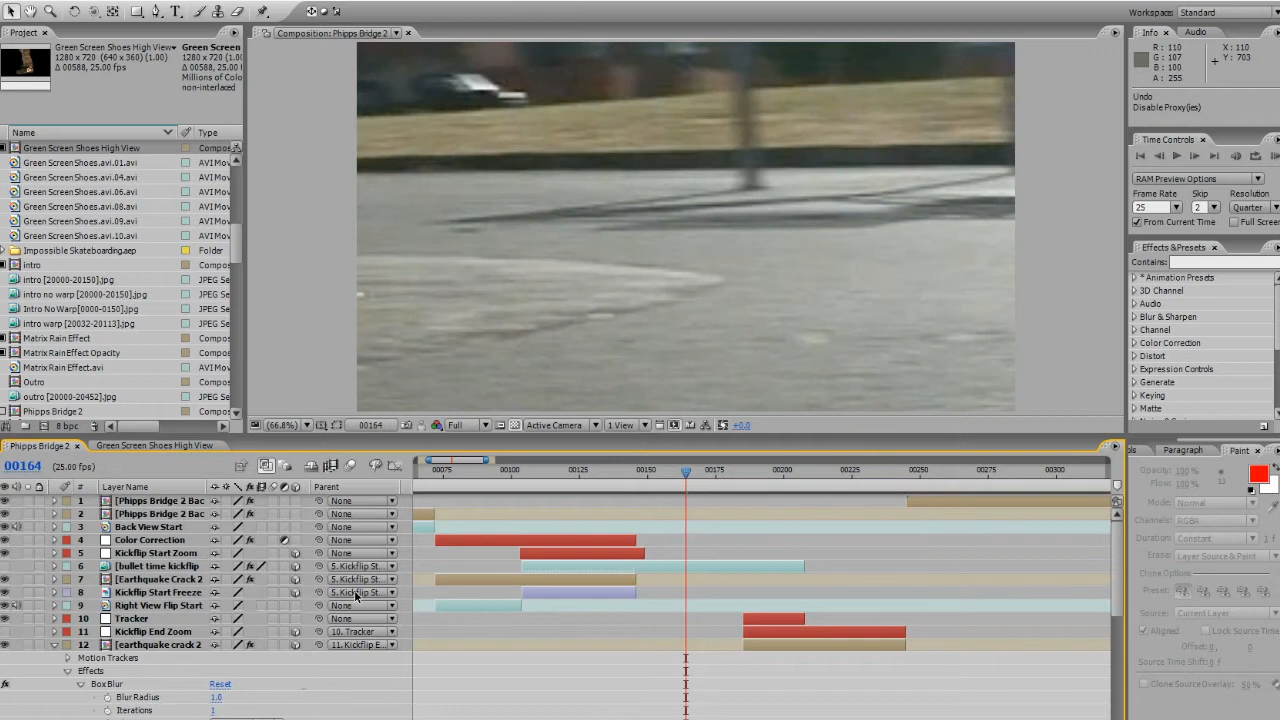 Workspace: Standard
Project
Green Screen Shoes High View
Green Screen
1280 x 720 (640 x 360) (1.00)
1280 x 72
Δ 00588, 25.00 fps
Δ 00588,
Millions of Colo
non-interlaced
Name
Type
Green Screen Shoes High View
Compos
Green Screen Shoes.avi.01.avi
AVI Mov
Green Screen Shoes.avi.04.avi
AVI Mov
Green Screen Shoes.avi.06.avi
AVI Mov
Green Screen Shoes.avi.08.avi
AVI Mov
Green Screen Shoes.avi.09.avi
AVI Mov
Green Screen Shoes.avi.10.avi
AVI Mov
Impossible Skateboarding.aep
Folder
intro
Compos
intro [20000-20150].jpg
JPEG Se
intro no warp [20000-20150].jpg
JPEG Se
Intro No Warp[0000-0150].jpg
JPEG Se
intro warp [20032-20113].jpg
JPEG Se
Matrix Rain Effect
Compos
Matrix Rain Effect Opacity
Compos
Matrix Rain Effect.avi
AVI Mov
Outro
Compos
outro [20000-20452].jpg
JPEG Se
Phipps Bridge 2
Compos
8 bpc
Composition: Phipps Bridge 2
(66.8%)
00164
Full
Active Camera
1 View
+0.0
Info
Audio
R : 110
G : 107
B : 100
A : 255
X : 110
Y : 703
Undo
Disable Proxy(ies)
Time Controls
RAM Preview Options
Frame Rate
Skip
Resolution
25
2
Quarter
From Current Time
Full Scree
Effects & Presets
Contains:
*Animation Presets
3D Channel
Audio
Blur & Sharpen
Channel
Color Correction
Distort
Expression Controls
Generate
Keying
Matte
Phipps Bridge 2
Green Screen Shoes High View
00164
(25.00 fps)
00075
00100
00125
00150
00175
00200
00225
00250
00275
00300
#
Layer Name
Parent
1
[Phipps Bridge 2 Bac
None
2
[Phipps Bridge 2 Bac
None
3
Back View Start
None
4
Color Correction
None
5
Kickflip Start Zoom
None
6
[bullet time kickflip
5. Kickflip St
7
[Earthquake Crack 2
5. Kickflip St
8
Kickflip Start Freeze
5. Kickflip St
9
Right View Flip Start
None
10
Tracker
None
11
Kickflip End Zoom
10. Tracker
12
[earthquake crack 2
11. Kickflip E...
Motion Trackers
Effects
Box Blur
Reset
Blur Radius
1.0
Iterations
1
Paragraph
Paint
Opacity: 100 %
Flow: 100 %
Mode: Normal
Channels: RGBA
Duration: Constant
1 f
Erase: Layer Source & Paint
Clone Options
Preset:
Source: Current Layer
Aligned
Lock Source Time
Offset: 0
0
Source Time Shift: 0 f
Clone Source Overlay: 50 %